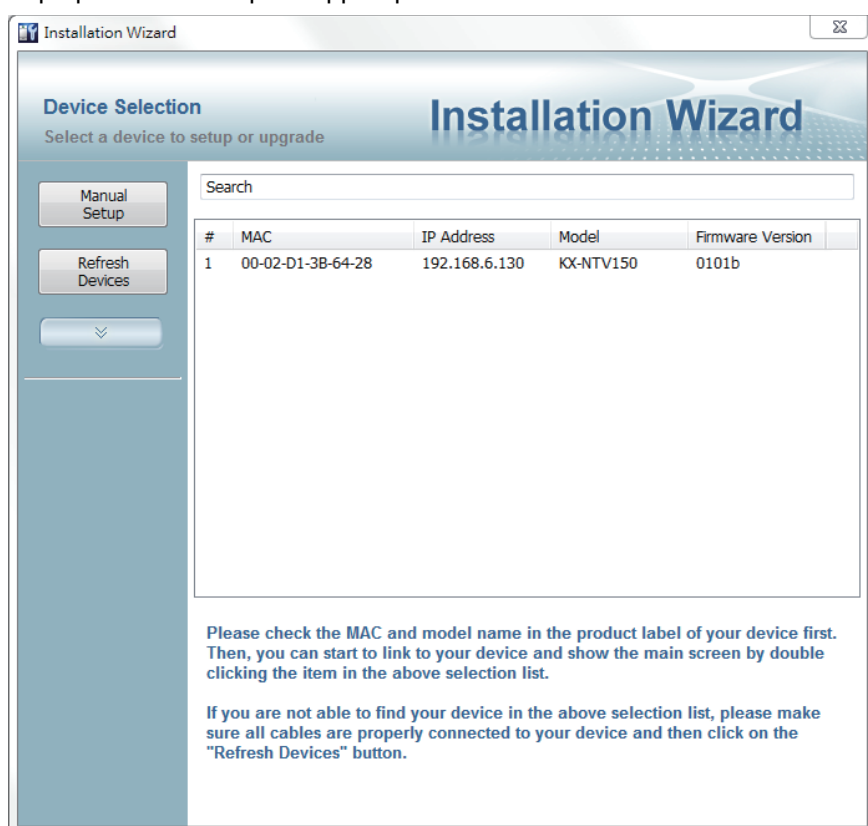 Installation Wizard
Device Selection
Installation Wizard
Select a device to setup or upgrade
Manual
Setup
Refresh
Devices
Search
# MAC IP Address Model Firmware Version
1 00-02-D1-3B-64-28 192.168.6.130 KX-NTV150 0101b
Please check the MAC and model name in the product label of your device first.
Then, you can start to link to your device and show the main screen by double
clicking the item in the above selection list.
If you are not able to find your device in the above selection list, please make
sure all cables are properly connected to your device and then click on the
"Refresh Devices" button.